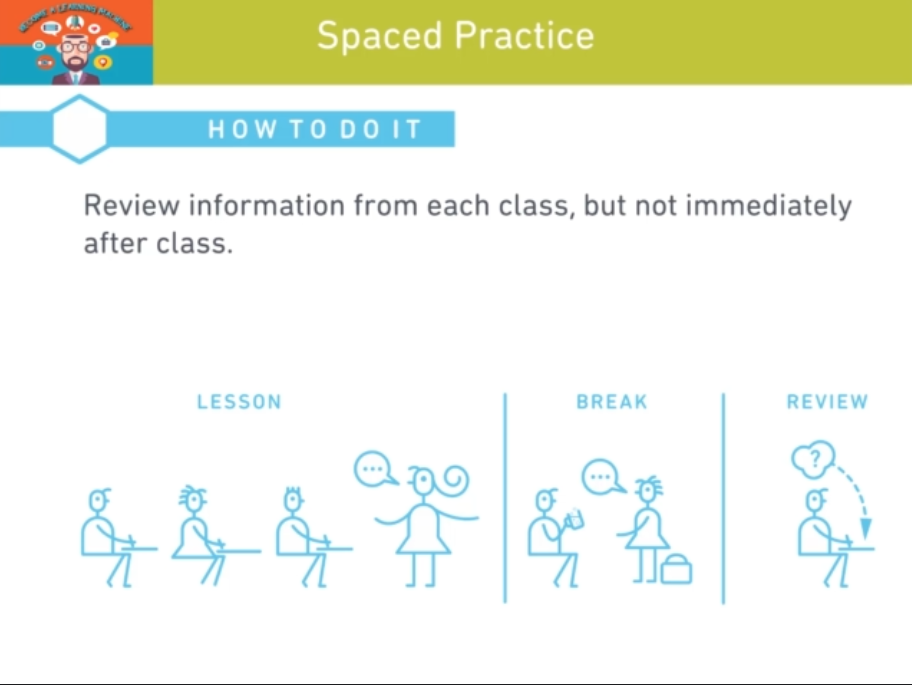 BECOME A LEARNING MACHINE
Spaced Practice
HOW TO DO IT
Review information from each class, but not immediately
after class.
LESSON
BREAK
REVIEW
...
...
?